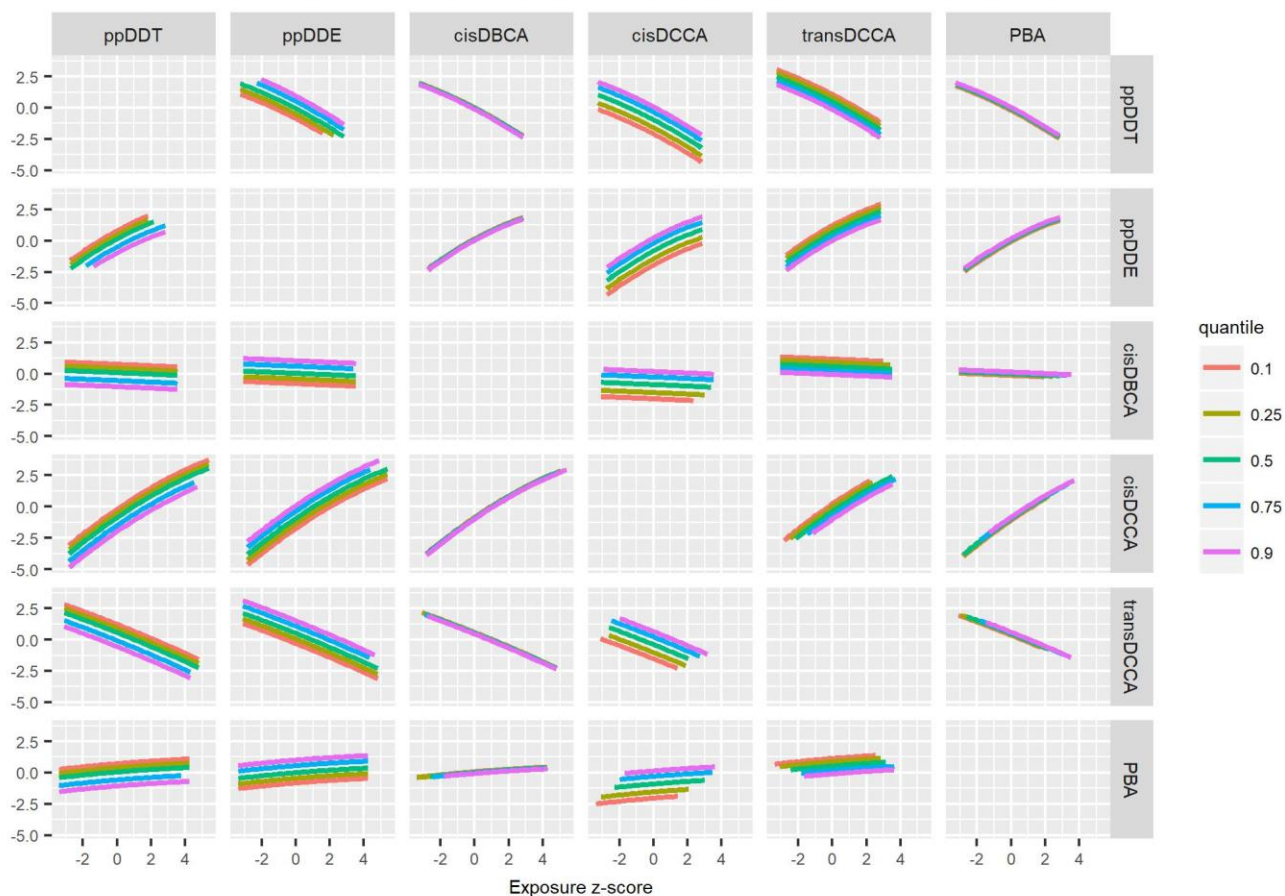 ppDDT ppDDE cisDBCA cisDCCA transDCCA PBA
2.5
0.0
-2.5
-5.0
ppDDT
2.5
0.0
-2.5
-5.0
ppDDE
2.5
0.0
-2.5
-5.0
cisDBCA
2.5
0.0
-2.5
-5.0
cisDCCA
2.5
0.0
-2.5
-5.0
transDCCA
2.5
0.0
-2.5
-5.0
PBA
-2 0 2 4 -2 0 2 4 -2 0 2 4 -2 0 2 4 -2 0 2 4 -2 0 2 4
Exposure z-score
quantile
0.1
0.25
0.5
0.75
0.9